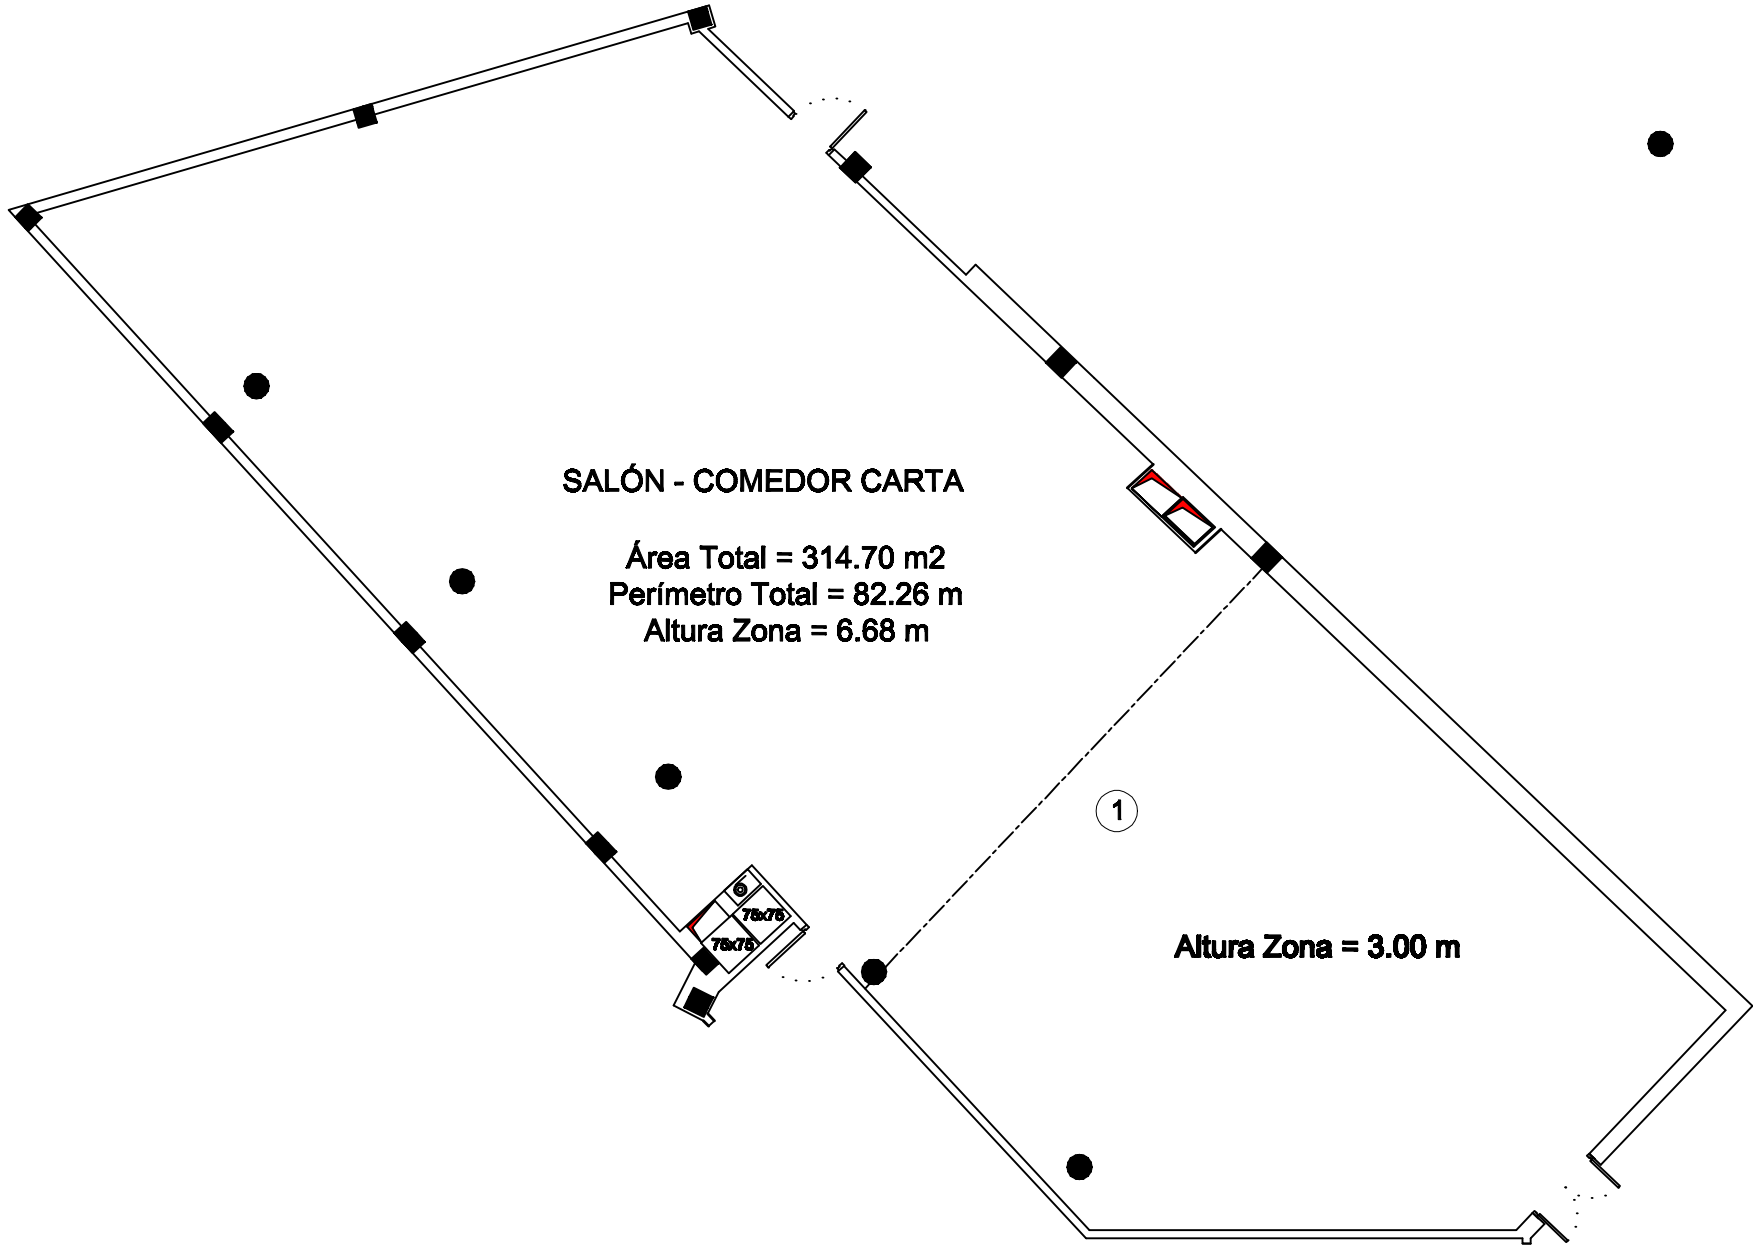 SALÓN - COMEDOR CARTA
Área Total = 314.70 m2
Perímetro Total = 82.26 m
Altura Zona = 6.68 m
1
75x75
75x75
Altura Zona = 3.00 m